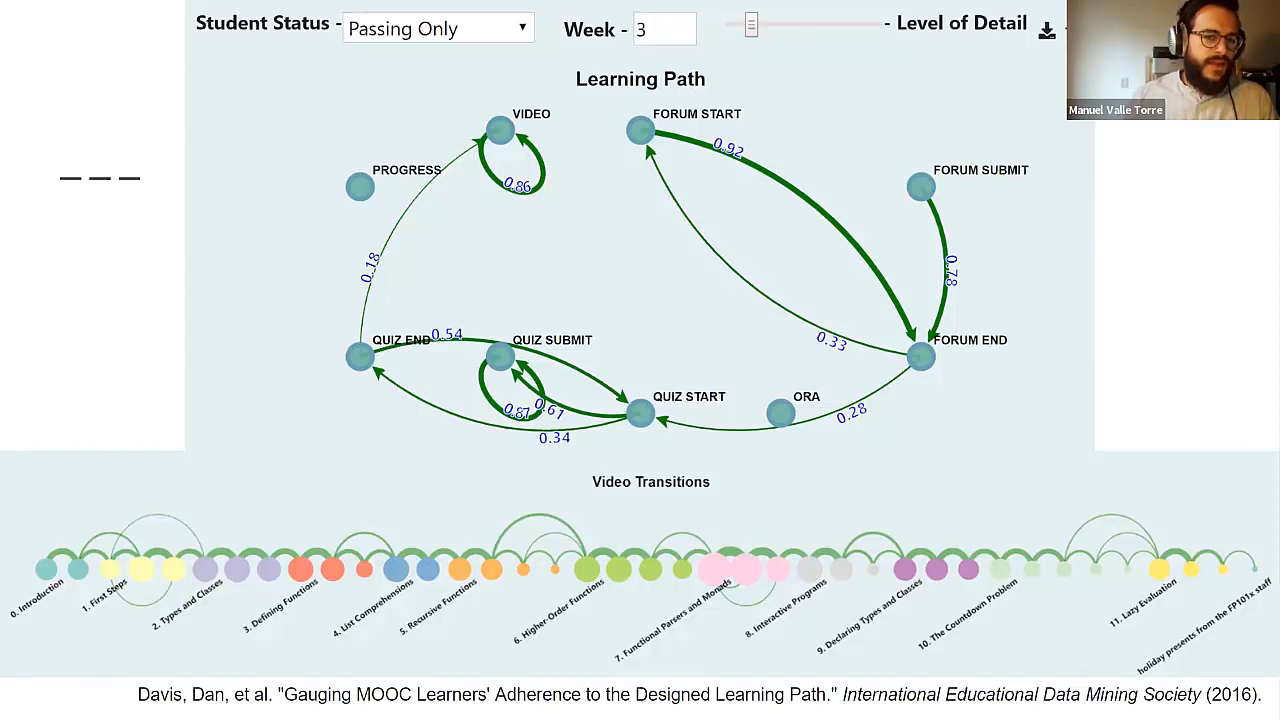 Student Status - Passing Only Week - 3 - Level of Detail
Manuel Valle Torre
Learning Path
VIDEO
FORUM START
0.92
PROGRESS
FORUM SUBMIT
0.86
0.18
0.78
QUIZ END
0.54
QUIZ SUBMIT
0.33
FORUM END
QUIZ START
ORA
0.87
0.61
0.28
0.34
Video Transitions
0. Introduction
1. First Steps
2. Types and Classes
3. Defining Functions
4. List Comprehensions
5. Recursive Functions
6. Higher-Order Functions
7. Functional Parsers and Monads
8. Interactive Programs
9. Declaring Types and Classes
10. The Countdown Problem
11. Lazy Evaluation
holiday presents from the FP101x staff
Davis, Dan, et al. "Gauging MOOC Learners' Adherence to the Designed Learning Path." International Educational Data Mining Society (2016).